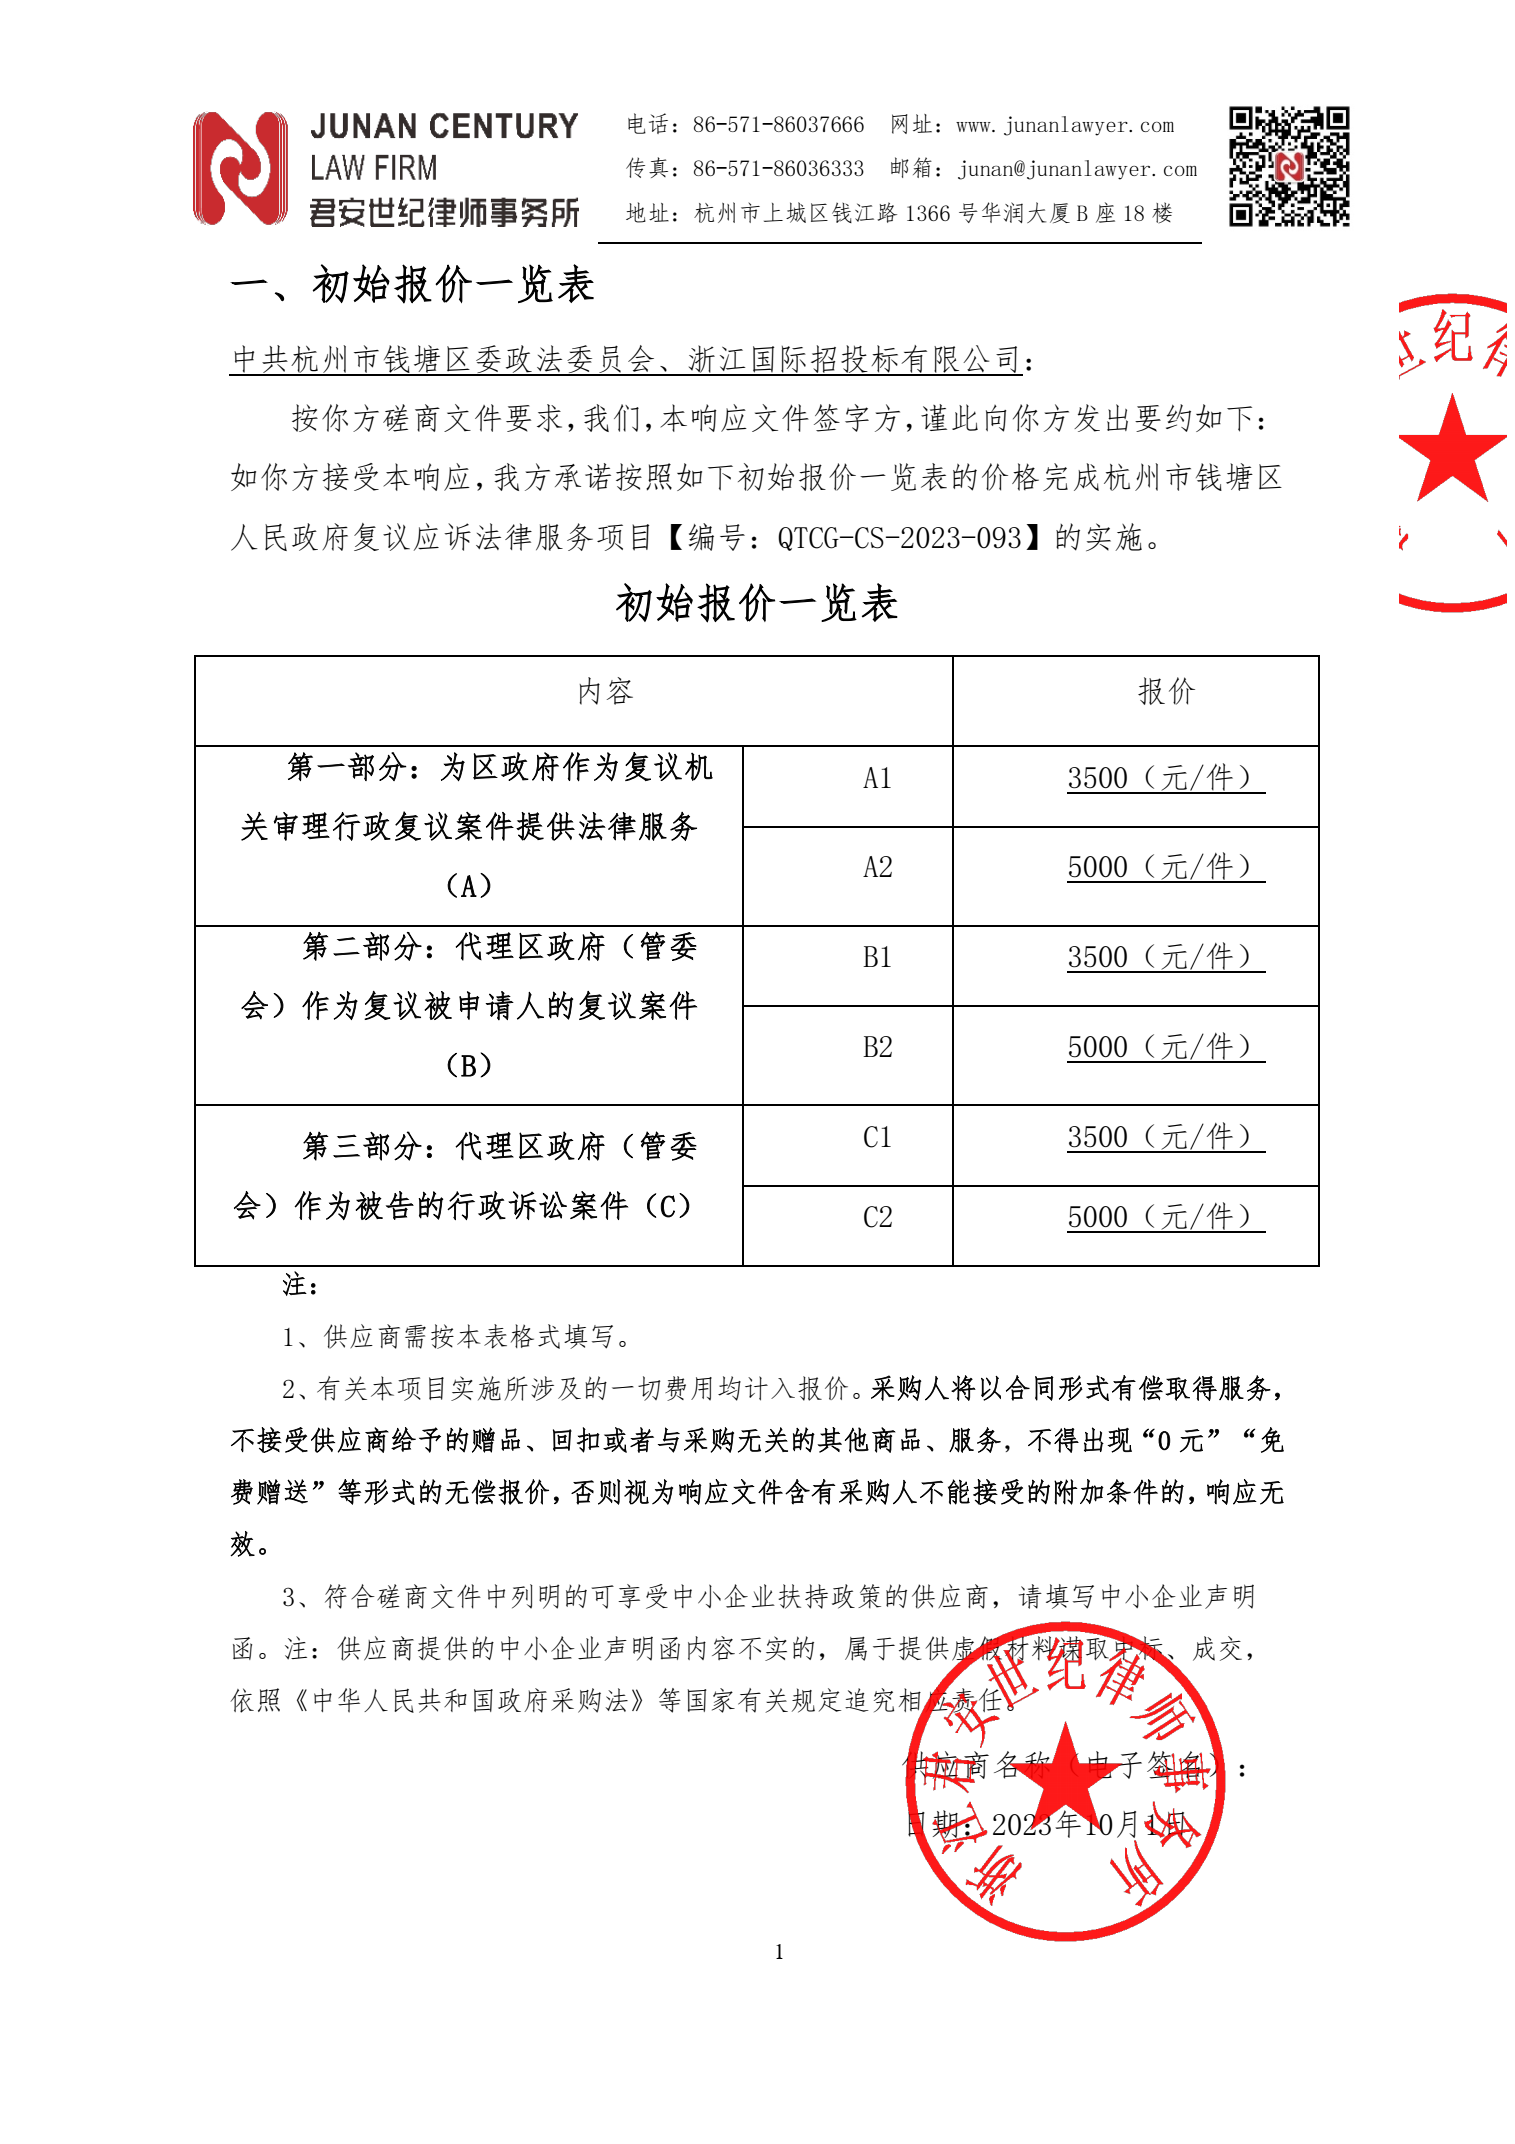 JUNAN CENTURY
LAW FIRM
君安世纪律师事务所
电话：86-571-86037666 网址：www.junanlawyer.com
传真：86-571-86036333 邮箱：junan@junanlawyer.com
地址：杭州市上城区钱江路 1366 号华润大厦 B 座 18 楼
一、初始报价一览表
中共杭州市钱塘区委政法委员会、浙江国际招投标有限公司：
按你方磋商文件要求，我们，本响应文件签字方，谨此向你方发出要约如下：
如你方接受本响应，我方承诺按照如下初始报价一览表的价格完成杭州市钱塘区
人民政府复议应诉法律服务项目【编号：QTCG-CS-2023-093】的实施。
世纪律
初始报价一览表
内容 报价
第一部分：为区政府作为复议机
关审理行政复议案件提供法律服务
（A）
A1 3500（元/件）
A2 5000（元/件）
第二部分：代理区政府（管委
会）作为复议被申请人的复议案件
（B）
B1 3500（元/件）
B2 5000（元/件）
第三部分：代理区政府（管委
会）作为被告的行政诉讼案件（C）
C1 3500（元/件）
C2 5000（元/件）
注：
1、供应商需按本表格式填写。
2、有关本项目实施所涉及的一切费用均计入报价。采购人将以合同形式有偿取得服务，
不接受供应商给予的赠品、回扣或者与采购无关的其他商品、服务，不得出现“0 元”“免
费赠送”等形式的无偿报价，否则视为响应文件含有采购人不能接受的附加条件的，响应无
效。
3、符合磋商文件中列明的可享受中小企业扶持政策的供应商，请填写中小企业声明
函。注：供应商提供的中小企业声明函内容不实的，属于提供虚假材料谋取中标、成交，
依照《中华人民共和国政府采购法》等国家有关规定追究相应责任。
供应商名称（电子签名）：
日期：2023年10月1日
浙江君安世纪律师事务所
1